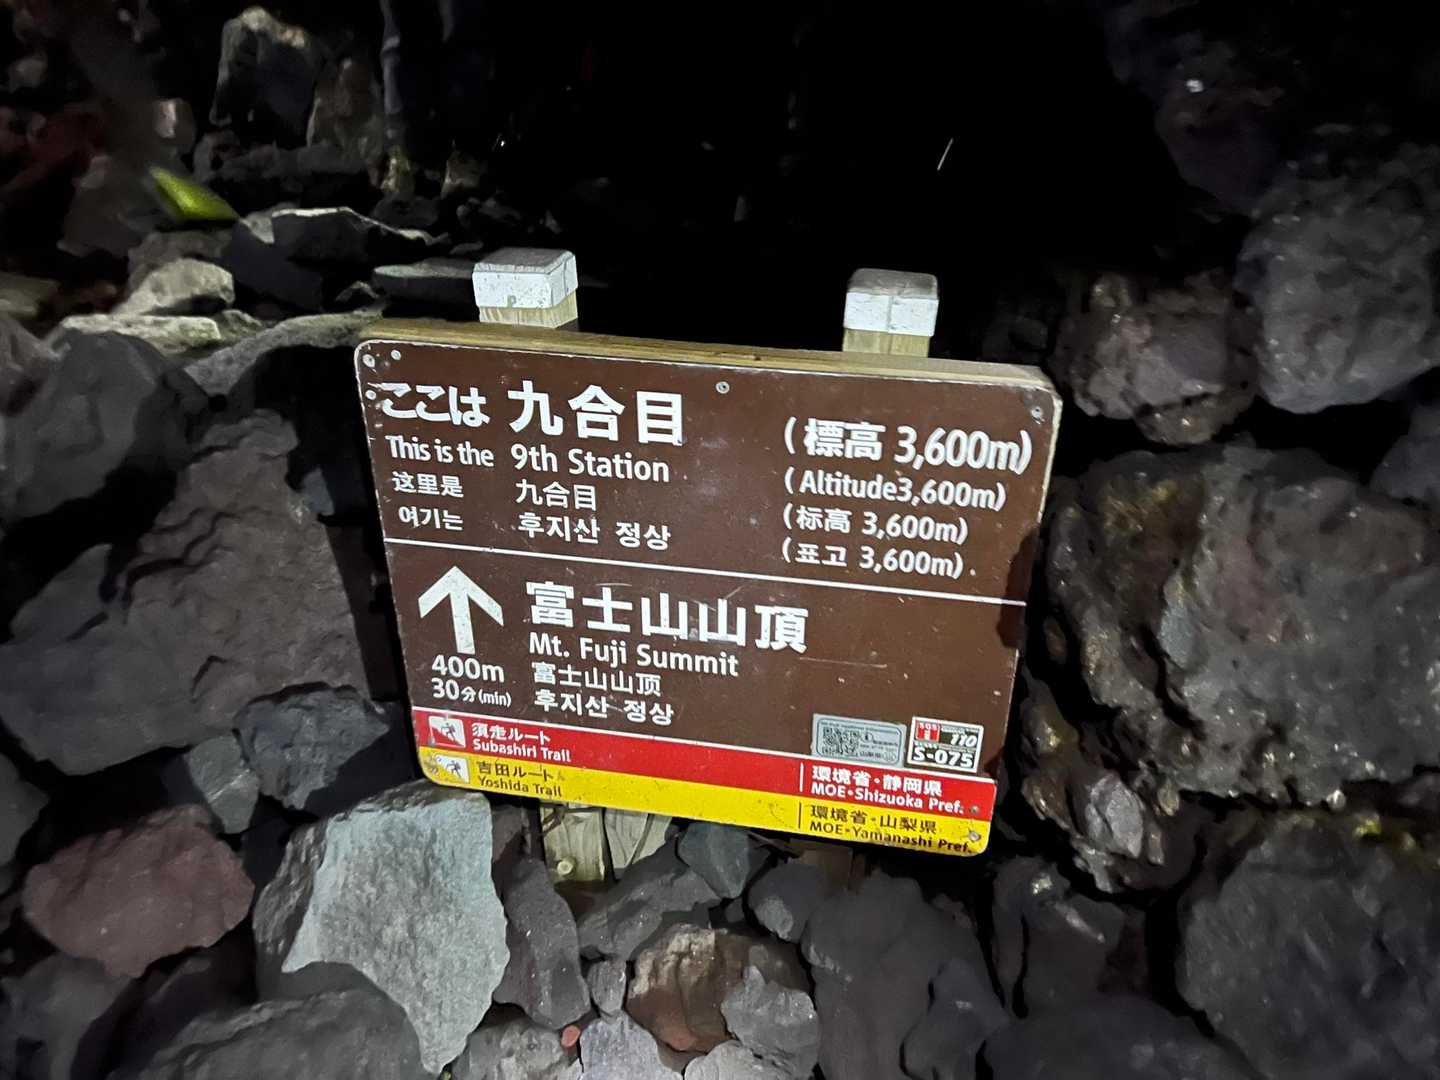 ここは 九合目 (標高 3,600m)
This is the 9th Station (Altitude3,600m)
这里是 九合目 (标高 3,600m)
여기는 후지산 정상 (표고 3,600m)
富士山山頂
Mt. Fuji Summit
400m 富士山山顶
30分(min) 후지산 정상
110
S-075
須走ルート 環境省・静岡県
Subashiri Trail MOE・Shizuoka Pref.
吉田ルート 環境省・山梨県
Yoshida Trail MOE・Yamanashi Pref.